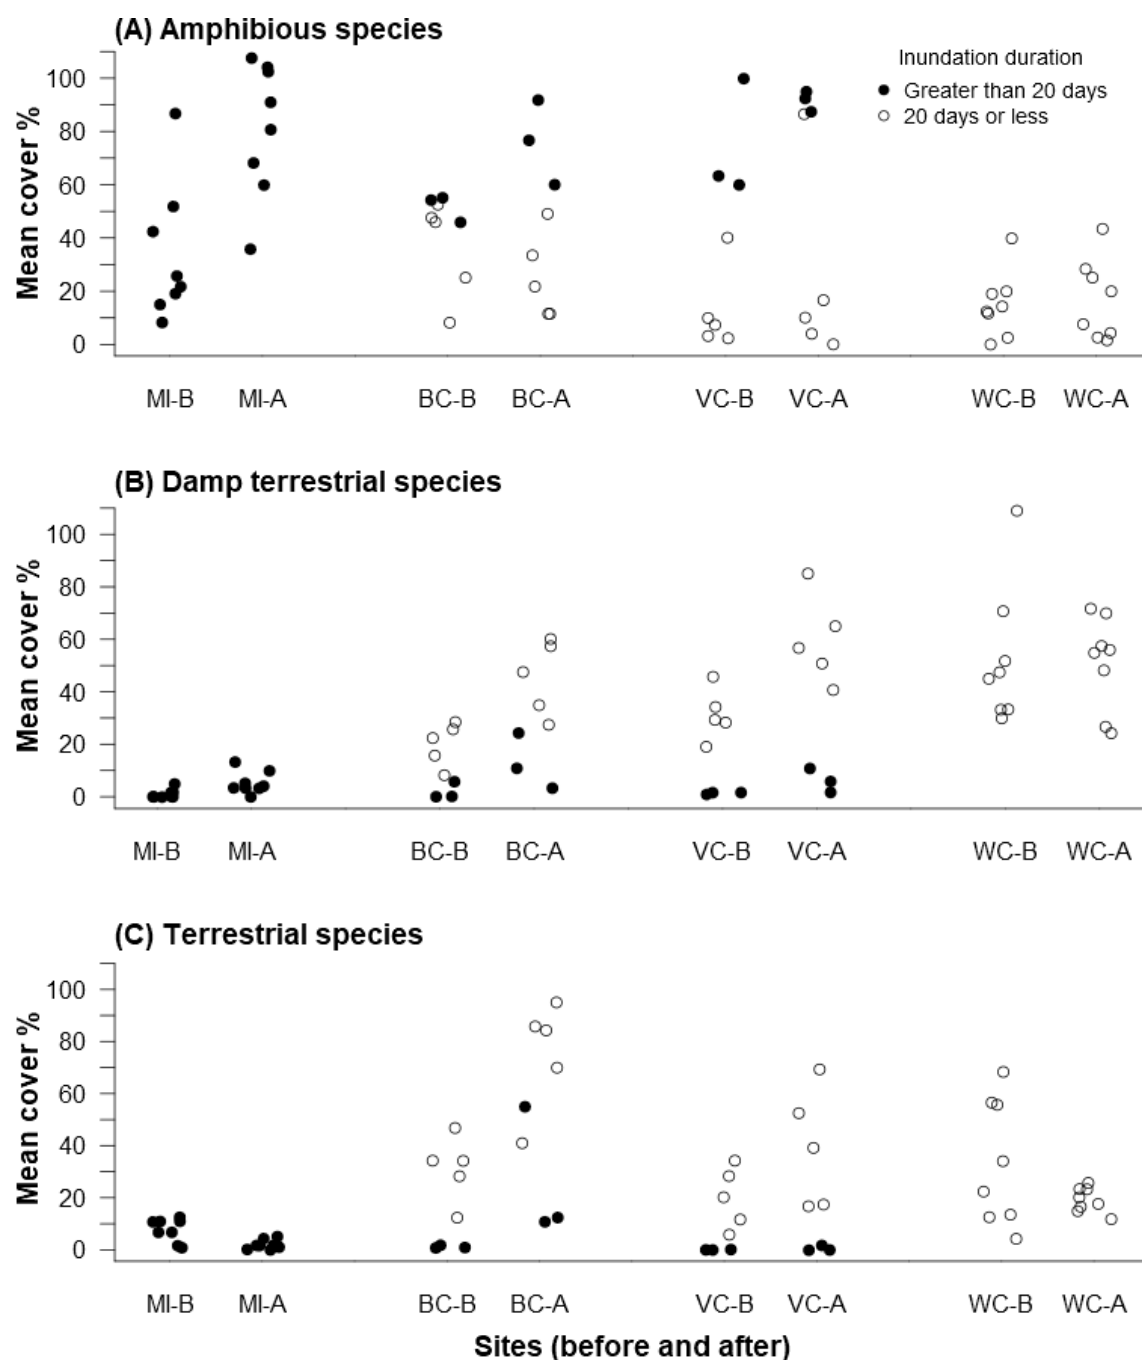 (A) Amphibious species
Inundation duration
Greater than 20 days
20 days or less
Mean cover %
100
80
60
40
20
0
MI-B MI-A BC-B BC-A VC-B VC-A WC-B WC-A
(B) Damp terrestrial species
Mean cover %
100
80
60
40
20
0
MI-B MI-A BC-B BC-A VC-B VC-A WC-B WC-A
(C) Terrestrial species
Mean cover %
100
80
60
40
20
0
MI-B MI-A BC-B BC-A VC-B VC-A WC-B WC-A
Sites (before and after)